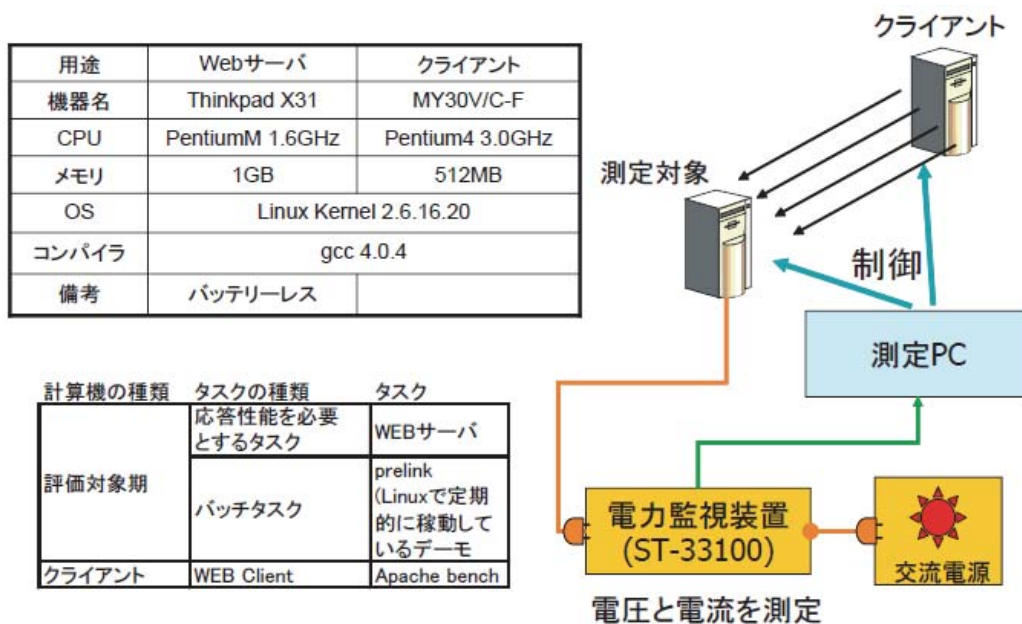 クライアント
用途 Webサーバ クライアント
機器名 Thinkpad X31 MY30V/C-F
CPU PentiumM 1.6GHz Pentium4 3.0GHz
メモリ 1GB 512MB
OS Linux Kernel 2.6.16.20
コンパイラ gcc 4.0.4
備考 バッテリーレス
測定対象
制御
測定PC
計算機の種類 タスクの種類 タスク
評価対象期
応答性能を必要
とするタスク
WEBサーバ
バッチタスク
prelink
(Linuxで定期
的に稼動して
いるデーモ
クライアント WEB Client Apache bench
電力監視装置
(ST-33100)
交流電源
電圧と電流を測定